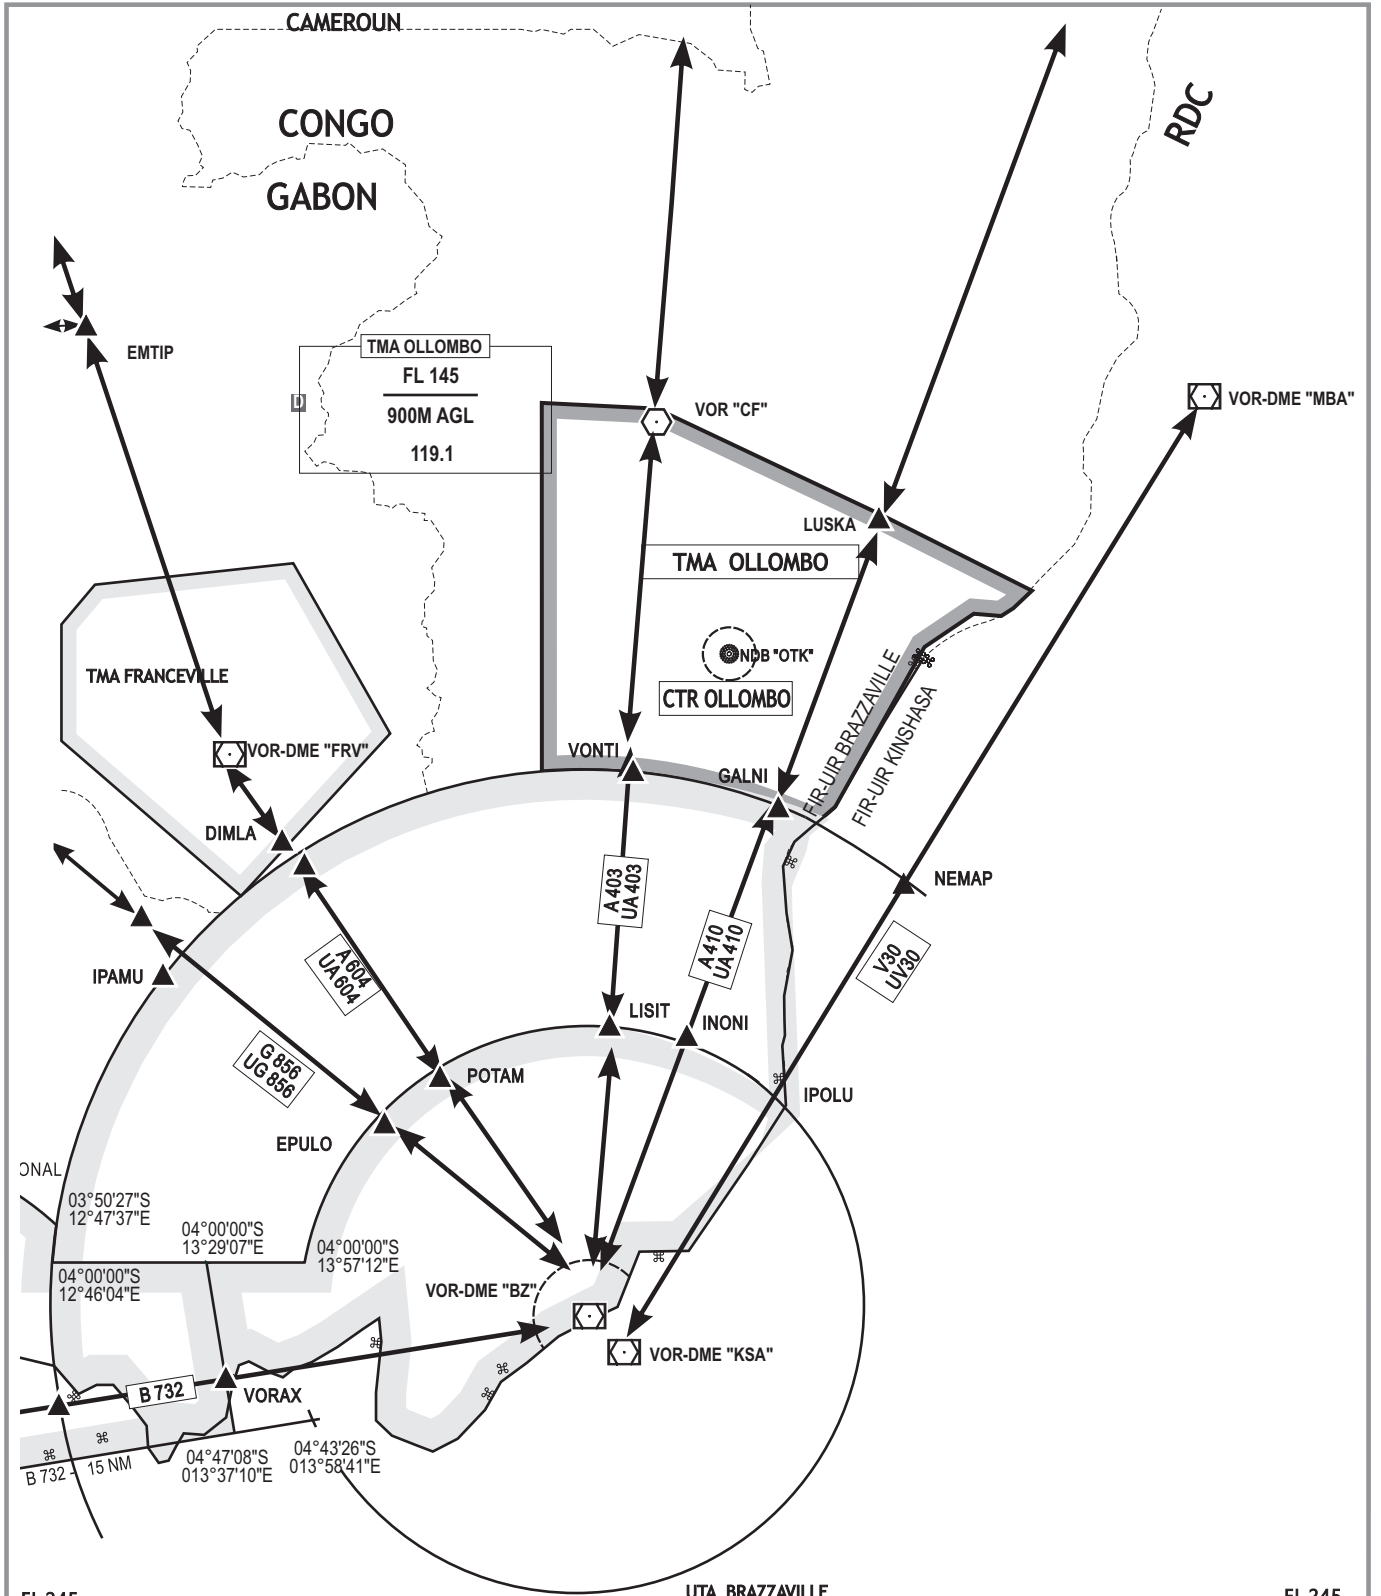 CAMEROUN
CONGO
GABON
RDC
EMTIP
TMA OLLOMBO
FL 145
D
900M AGL
119.1
VOR "CF"
VOR-DME "MBA"
LUSKA
TMA OLLOMBO
NDB "OTK"
CTR OLLOMBO
TMA FRANCEVILLE
VOR-DME "FRV"
VONTI
GALNI
FIR-UIR BRAZZAVILLE
FIR-UIR KINSHASA
DIMLA
NEMAP
A 403
UA 403
A 410
UA 410
V30
UV30
A 604
UA 604
IPAMU
LISIT
INONI
G 856
UG 856
POTAM
IPOLU
EPULO
ONAL
03°50'27"S
12°47'37"E
04°00'00"S
13°29'07"E
04°00'00"S
13°57'12"E
04°00'00"S
12°46'04"E
VOR-DME "BZ"
VOR-DME "KSA"
B 732
VORAX
04°47'08"S
013°37'10"E
04°43'26"S
013°58'41"E
B 732 - 15 NM
FL 245
UTA BRAZZAVILLE
FL 245